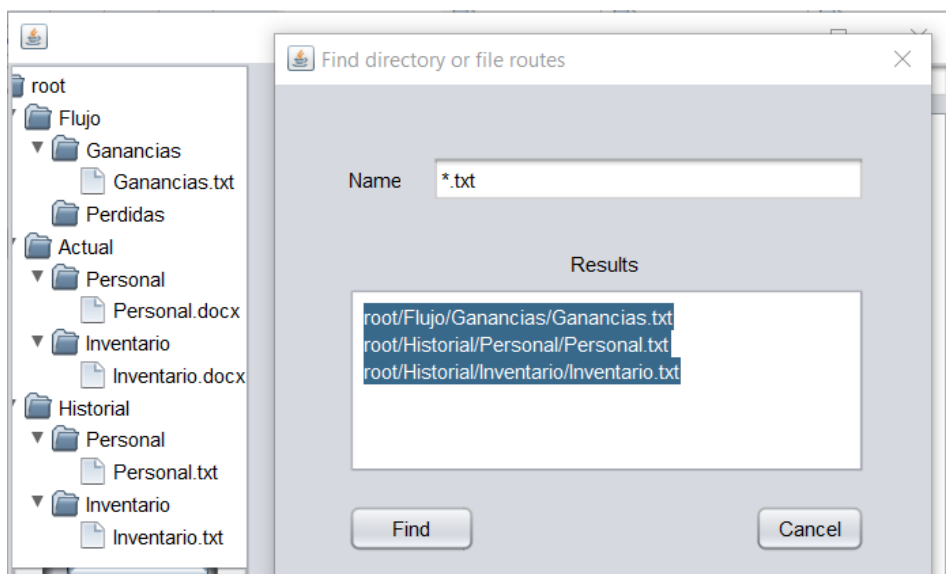 root
Flujo
Ganancias
Ganancias.txt
Perdidas
Actual
Personal
Personal.docx
Inventario
Inventario.docx
Historial
Personal
Personal.txt
Inventario
Inventario.txt
Find directory or file routes
Name *.txt
Results
root/Flujo/Ganancias/Ganancias.txt
root/Historial/Personal/Personal.txt
root/Historial/Inventario/Inventario.txt
Find Cancel